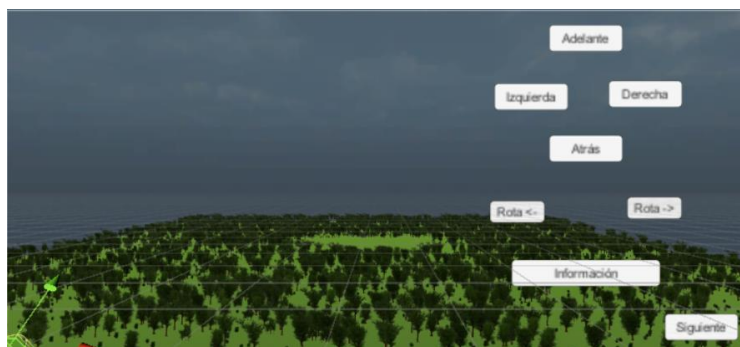 Adelante
Izquierda
Derecha
Atrás
Rota <-
Rota ->
Información
Siguiente